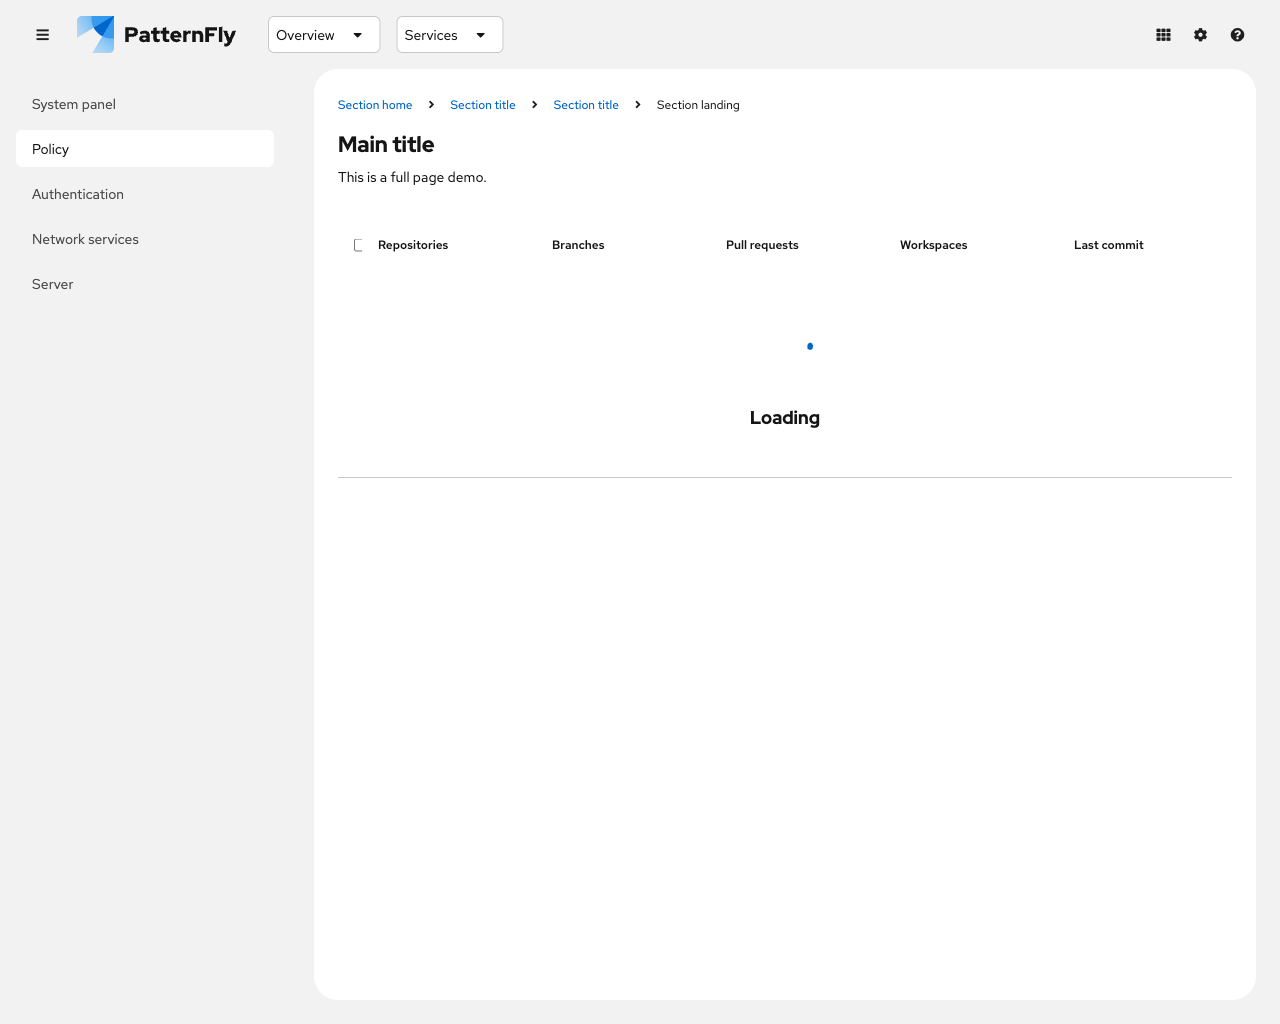 PatternFly
Overview
Services
System panel
Policy
Authentication
Network services
Server
Section home
Section title
Section title
Section landing
Main title
This is a full page demo.
Repositories Branches Pull requests Workspaces Last commit
Loading